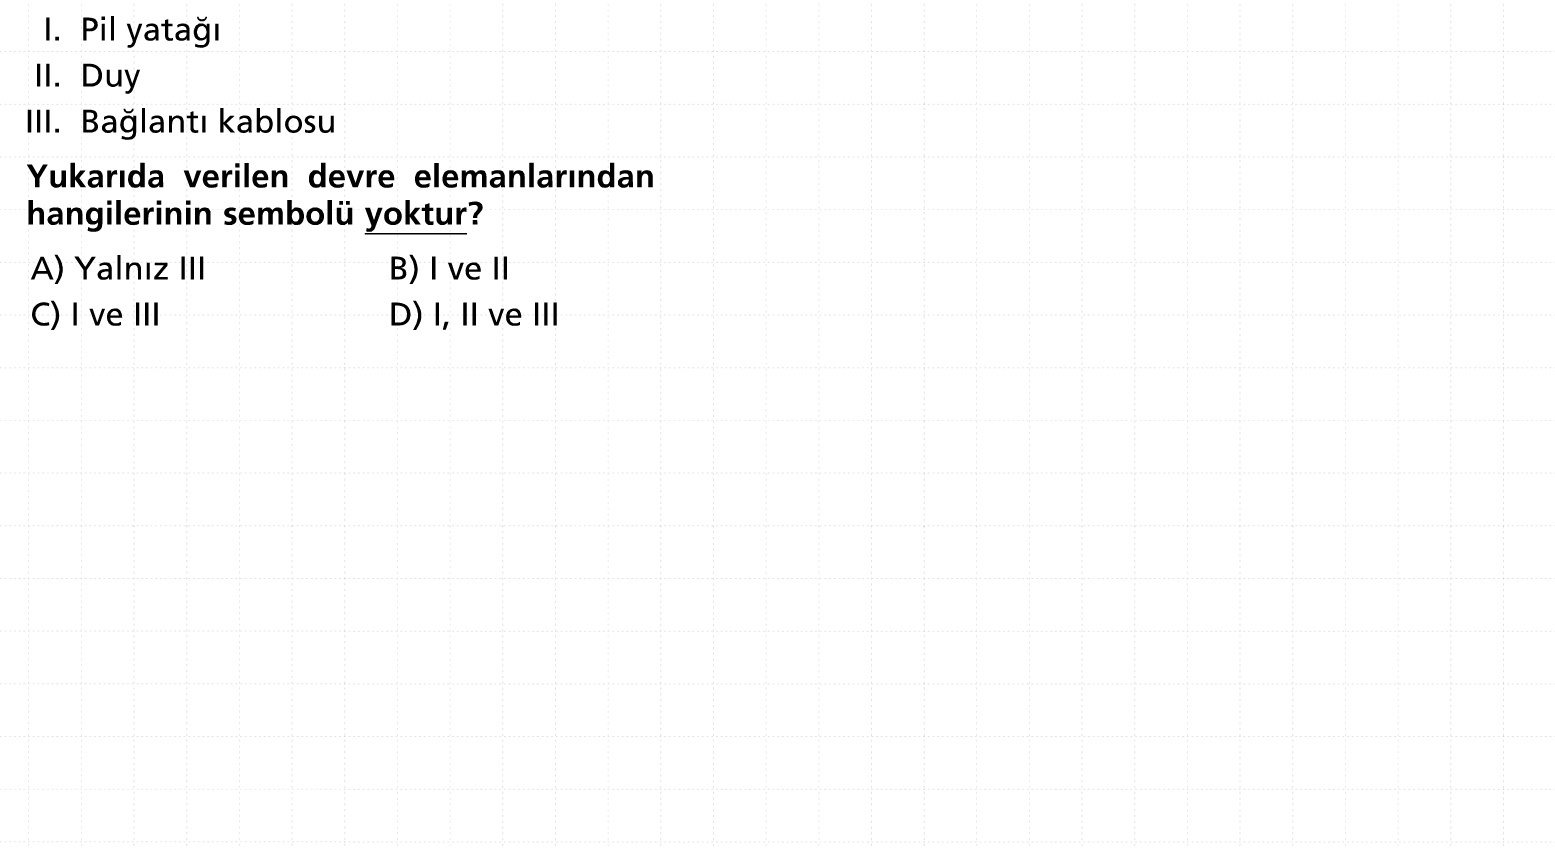 I. Pil yatağı
II. Duy
III. Bağlantı kablosu
Yukarıda verilen devre elemanlarından
hangilerinin sembolü yoktur?
A) Yalnız III B) I ve II
C) I ve III D) I, II ve III